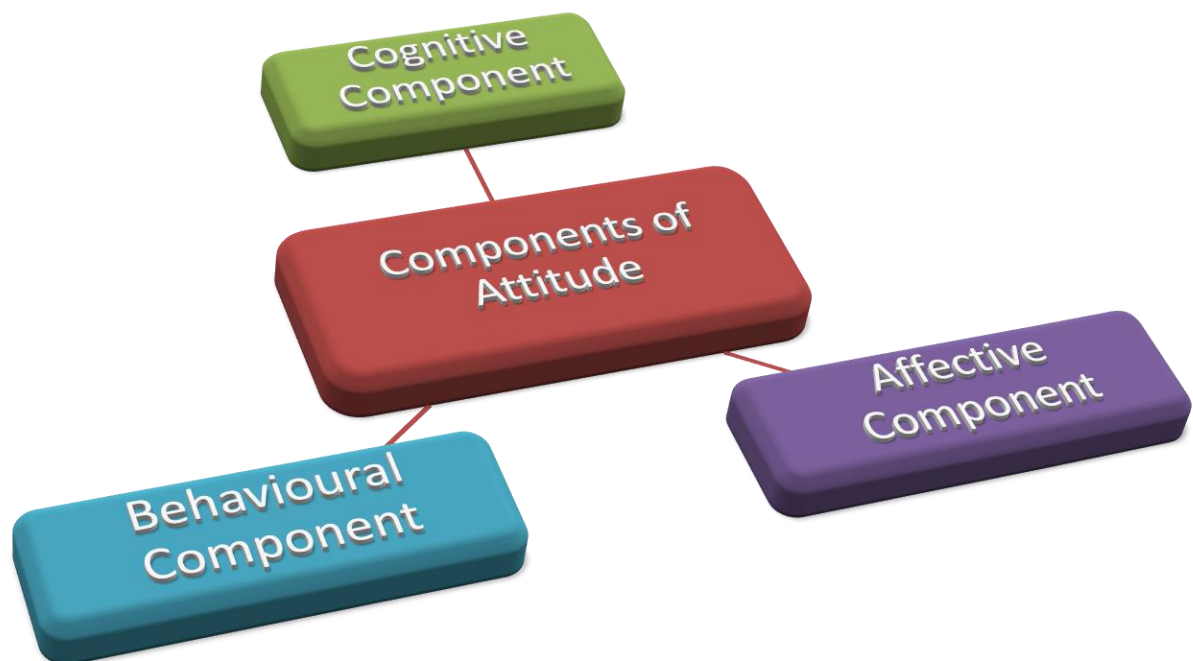 Cognitive
Component
Components of
Attitude
Affective
Component
Behavioural
Component